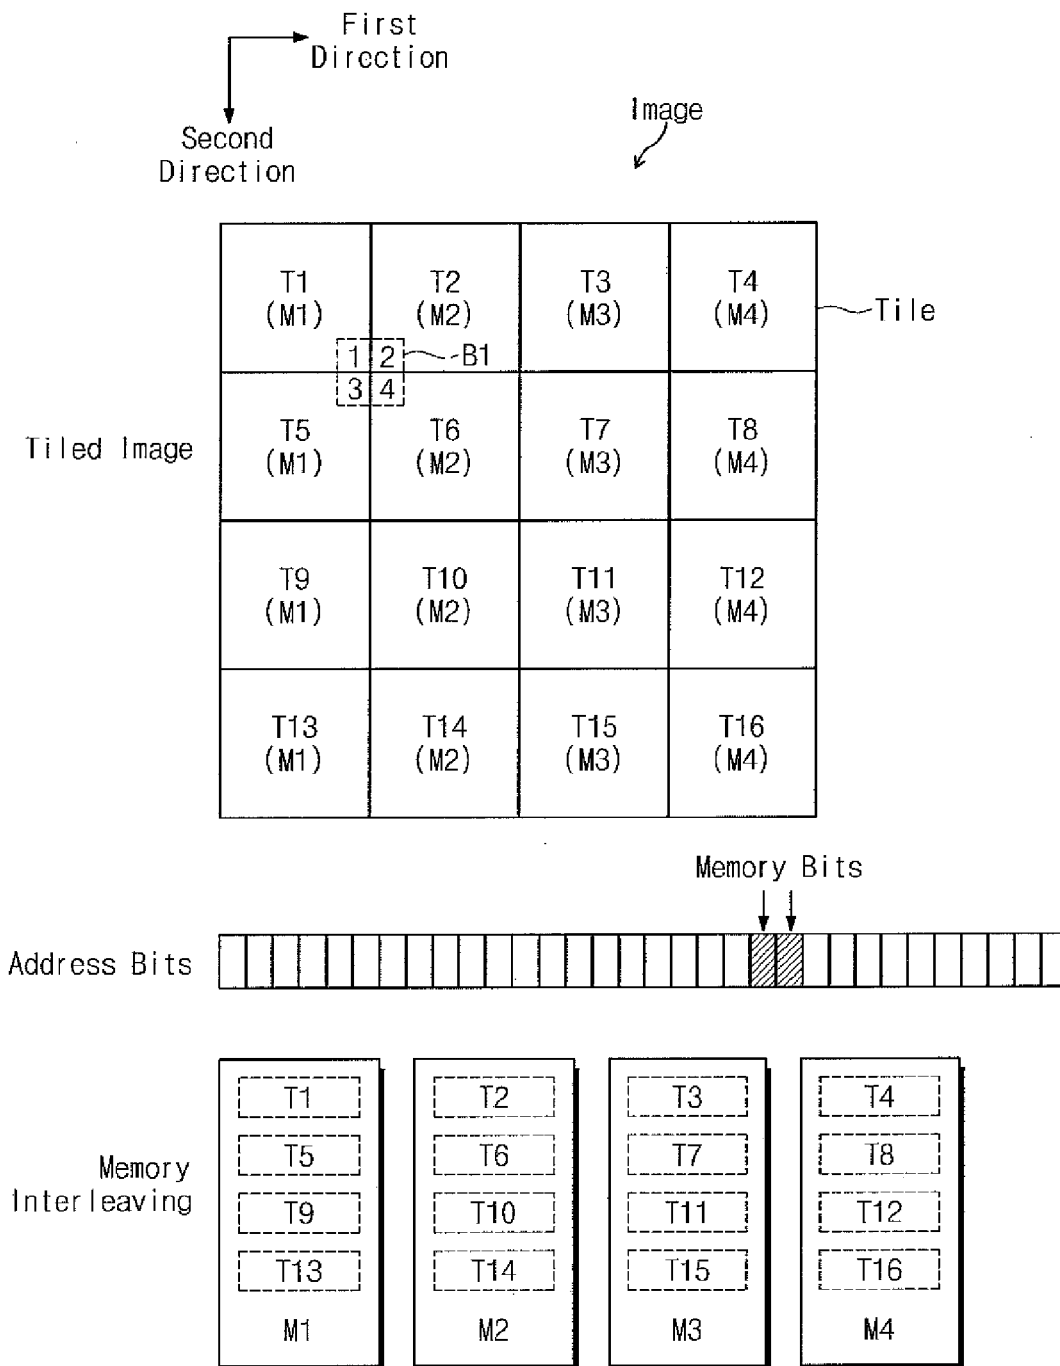 First
Direction
Second
Direction
Image
T1
(M1)
T2
(M2)
T3
(M3)
T4
(M4)
Tile
1 2
B1
3 4
Tiled Image
T5
(M1)
T6
(M2)
T7
(M3)
T8
(M4)
T9
(M1)
T10
(M2)
T11
(M3)
T12
(M4)
T13
(M1)
T14
(M2)
T15
(M3)
T16
(M4)
Memory Bits
Address Bits
Memory
Interleaving
T1
T5
T9
T13
M1
T2
T6
T10
T14
M2
T3
T7
T11
T15
M3
T4
T8
T12
T16
M4